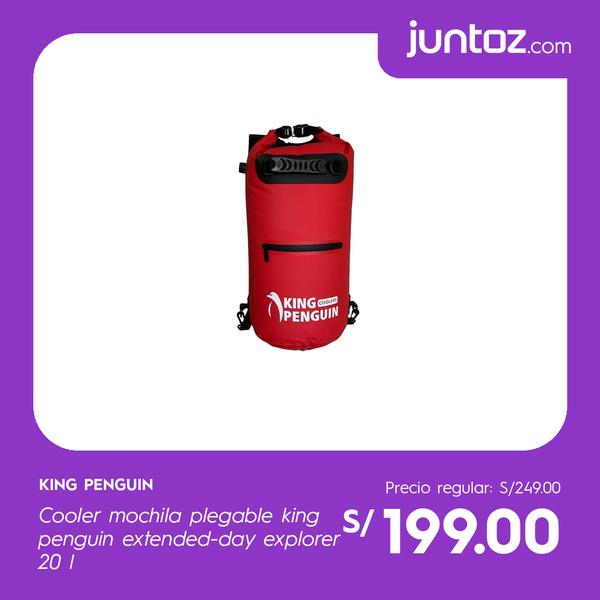 juntoz.com
KING COOLERS
PENGUIN
KING PENGUIN
Cooler mochila plegable king
penguin extended-day explorer
20 l
Precio regular: S/249.00
S/199.00